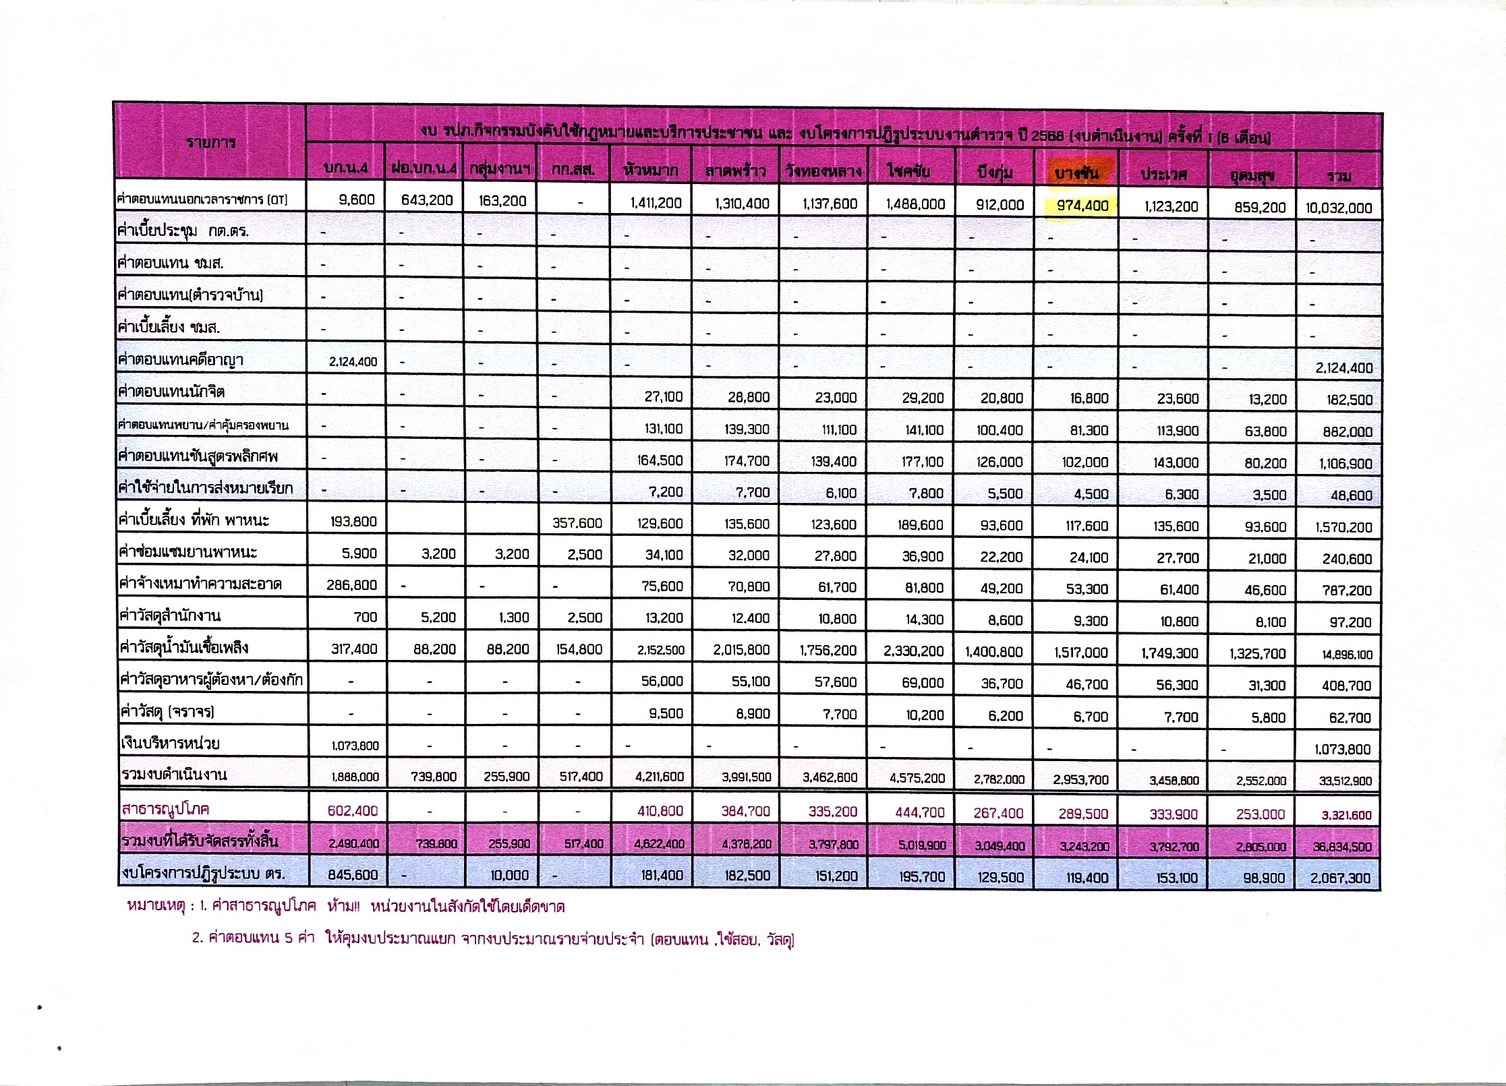 รายการ งบ รปภ.กิจกรรมบังคับใช้กฎหมายและบริการประชาชน และ งบโครงการปฏิรูประบบงานตำรวจ ปี 2568 (งบดำเนินงาน) ครั้งที่ 1 (6 เดือน)
บก.น.4 ฝอ.บก.น.4 กลุ่มงานฯ กก.สส. หัวหมาก ลาดพร้าว วังทองหลาง โชคชัย บึงกุ่ม บางชัน ประเวศ อุดมสุข รวม
ค่าตอบแทนนอกเวลาราชการ (OT) 9,600 643,200 163,200 - 1,411,200 1,310,400 1,137,600 1,488,000 912,000 974,400 1,123,200 859,200 10,032,000
ค่าเบี้ยประชุม กต.ตร. - - - - - - - - - - - - -
ค่าตอบแทน ชมส. - - - - - - - - - - - - -
ค่าตอบแทน(ตำรวจบ้าน) - - - - - - - - - - - - -
ค่าเบี้ยเลี้ยง ชมส. - - - - - - - - - - - - -
ค่าตอบแทนคดีอาญา 2,124,400 - - - - - - - - - - - 2,124,400
ค่าตอบแทนนักจิต - - - - 27,100 28,800 23,000 29,200 20,800 16,800 23,600 13,200 182,500
ค่าตอบแทนพยาน/ค่าคุ้มครองพยาน - - - - 131,100 139,300 111,100 141,100 100,400 81,300 113,900 63,800 882,000
ค่าตอบแทนชันสูตรพลิกศพ - - - - 164,500 174,700 139,400 177,100 126,000 102,000 143,000 80,200 1,106,900
ค่าใช้จ่ายในการส่งหมายเรียก - - - - 7,200 7,700 6,100 7,800 5,500 4,500 6,300 3,500 48,600
ค่าเบี้ยเลี้ยง ที่พัก พาหนะ 193,800 357,600 129,600 135,600 123,600 189,600 93,600 117,600 135,600 93,600 1,570,200
ค่าซ่อมแซมยานพาหนะ 5,900 3,200 3,200 2,500 34,100 32,000 27,800 36,900 22,200 24,100 27,700 21,000 240,600
ค่าจ้างเหมาทำความสะอาด 286,800 - - - 75,600 70,800 61,700 81,800 49,200 53,300 61,400 46,600 787,200
ค่าวัสดุสำนักงาน 700 5,200 1,300 2,500 13,200 12,400 10,800 14,300 8,600 9,300 10,800 8,100 97,200
ค่าวัสดุน้ำมันเชื้อเพลิง 317,400 88,200 88,200 154,800 2,152,500 2,015,800 1,756,200 2,330,200 1,400,800 1,517,000 1,749,300 1,325,700 14,896,100
ค่าวัสดุอาหารผู้ต้องหา/ต้องกัก - - - - 56,000 55,100 57,600 69,000 36,700 46,700 56,300 31,300 408,700
ค่าวัสดุ (จราจร) - - - - 9,500 8,900 7,700 10,200 6,200 6,700 7,700 5,800 62,700
เงินบริหารหน่วย 1,073,800 - - - - - - - - - - - 1,073,800
รวมงบดำเนินงาน 1,888,000 739,800 255,900 517,400 4,211,600 3,991,500 3,462,600 4,575,200 2,782,000 2,953,700 3,458,800 2,552,000 33,512,900
สาธารณูปโภค 602,400 - - - 410,800 384,700 335,200 444,700 267,400 289,500 333,900 253,000 3,321,600
รวมงบที่ได้รับจัดสรรทั้งสิ้น 2,490,400 739,800 255,900 517,400 4,622,400 4,376,200 3,797,800 5,019,900 3,049,400 3,243,200 3,792,700 2,805,000 36,834,500
งบโครงการปฏิรูประบบ ตร. 845,600 - 10,000 - 181,400 182,500 151,200 195,700 129,500 119,400 153,100 98,900 2,067,300
หมายเหตุ : 1. ค่าสาธารณูปโภค ห้าม!! หน่วยงานในสังกัดใช้โดยเด็ดขาด
2. ค่าตอบแทน 5 ค่า ให้คุมงบประมาณแยก จากงบประมาณรายจ่ายประจำ (ตอบแทน ,ใช้สอย, วัสดุ)